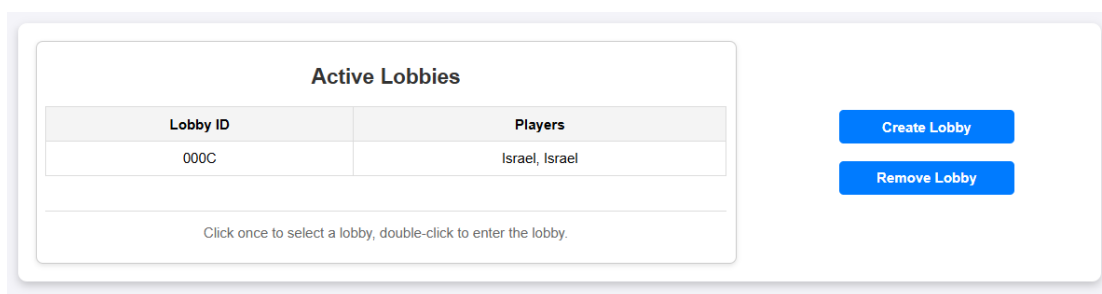 Active Lobbies
Lobby ID Players
000C Israel, Israel
Click once to select a lobby, double-click to enter the lobby.
Create Lobby
Remove Lobby